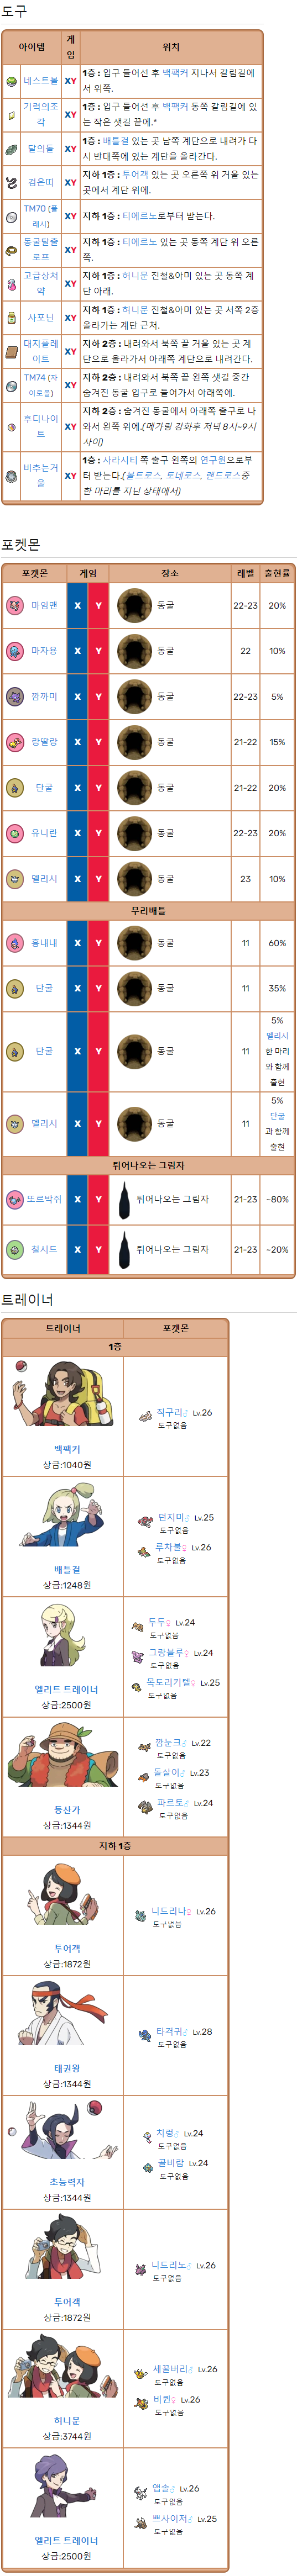 도구
아이템 게임 위치
네스트볼 XY 1층 : 입구 들어선 후 백팩커 지나서 갈림길에서 위쪽.
기력의조각 XY 1층 : 입구 들어선 후 백팩커 동쪽 갈림길에 있는 작은 샛길 끝에.*
달의돌 XY 1층 : 배틀걸 있는 곳 남쪽 계단으로 내려가 다시 반대쪽에 있는 계단을 올라간다.
검은띠 XY 지하 1층 : 투어객 있는 곳 오른쪽 위 거울 있는 곳에서 계단 위에.
TM70 (플래시) XY 지하 1층 : 티에르노로부터 받는다.
동굴탈출로프 XY 지하 1층 : 티에르노 있는 곳 동쪽 계단 위 오른쪽.
고급상처약 XY 지하 1층 : 허니문 진철&아미 있는 곳 동쪽 계단 아래.
사포닌 XY 지하 1층 : 허니문 진철&아미 있는 곳 서쪽 2층 올라가는 계단 근처.
대지플레이트 XY 지하 2층 : 내려와서 북쪽 끝 거울 있는 곳 계단으로 올라가서 아래쪽 계단으로 내려간다.
TM74 (자이로볼) XY 지하 2층 : 내려와서 북쪽 끝 왼쪽 샛길 중간 숨겨진 동굴 입구로 들어가서 아래쪽에.
후디나이트 XY 지하 2층 : 숨겨진 동굴에서 아래쪽 출구로 나와서 왼쪽 위에.(메가링 강화후 저녁 8시~9시 사이)
비추는거울 XY 1층 : 사라시티 쪽 출구 왼쪽의 연구원으로부터 받는다.(볼트로스, 토네로스, 랜드로스중 한 마리를 지닌 상태에서)
포켓몬
포켓몬 게임 장소 레벨 출현률
마임맨 X Y 동굴 22-23 20%
마자용 X Y 동굴 22 10%
깜까미 X Y 동굴 22-23 5%
랑딸랑 X Y 동굴 21-22 15%
단굴 X Y 동굴 21-22 20%
유니란 X Y 동굴 22-23 20%
멜리시 X Y 동굴 23 10%
무리배틀
흉내내 X Y 동굴 11 60%
단굴 X Y 동굴 11 35%
단굴 X Y 동굴 11 5% 멜리시 한 마리와 함께 출현
멜리시 X Y 동굴 11 5% 단굴과 함께 출현
튀어나오는 그림자
또르박쥐 X Y 튀어나오는 그림자 21-23 ~80%
철시드 X Y 튀어나오는 그림자 21-23 ~20%
트레이너
트레이너 포켓몬
1층
직구리♂ Lv.26
도구없음
백팩커
상금:1040원
던지미♂ Lv.25
도구없음
루차불♀ Lv.26
도구없음
배틀걸
상금:1248원
두두♀ Lv.24
도구없음
그랑블루♀ Lv.24
도구없음
목도리키텔♀ Lv.25
도구없음
엘리트 트레이너
상금:2500원
깜눈크♂ Lv.22
도구없음
돌살이♂ Lv.23
도구없음
파르토♂ Lv.24
도구없음
등산가
상금:1344원
지하 1층
니드리나♀ Lv.26
도구없음
투어객
상금:1872원
타격귀♂ Lv.28
도구없음
태권왕
상금:1344원
치렁♂ Lv.24
도구없음
골비람 Lv.24
도구없음
초능력자
상금:1344원
니드리노♂ Lv.26
도구없음
투어객
상금:1872원
세꿀버리♂ Lv.26
도구없음
비퀸♀ Lv.26
도구없음
허니문
상금:3744원
앱솔♂ Lv.26
도구없음
쁘사이저♂ Lv.25
도구없음
엘리트 트레이너
상금:2500원